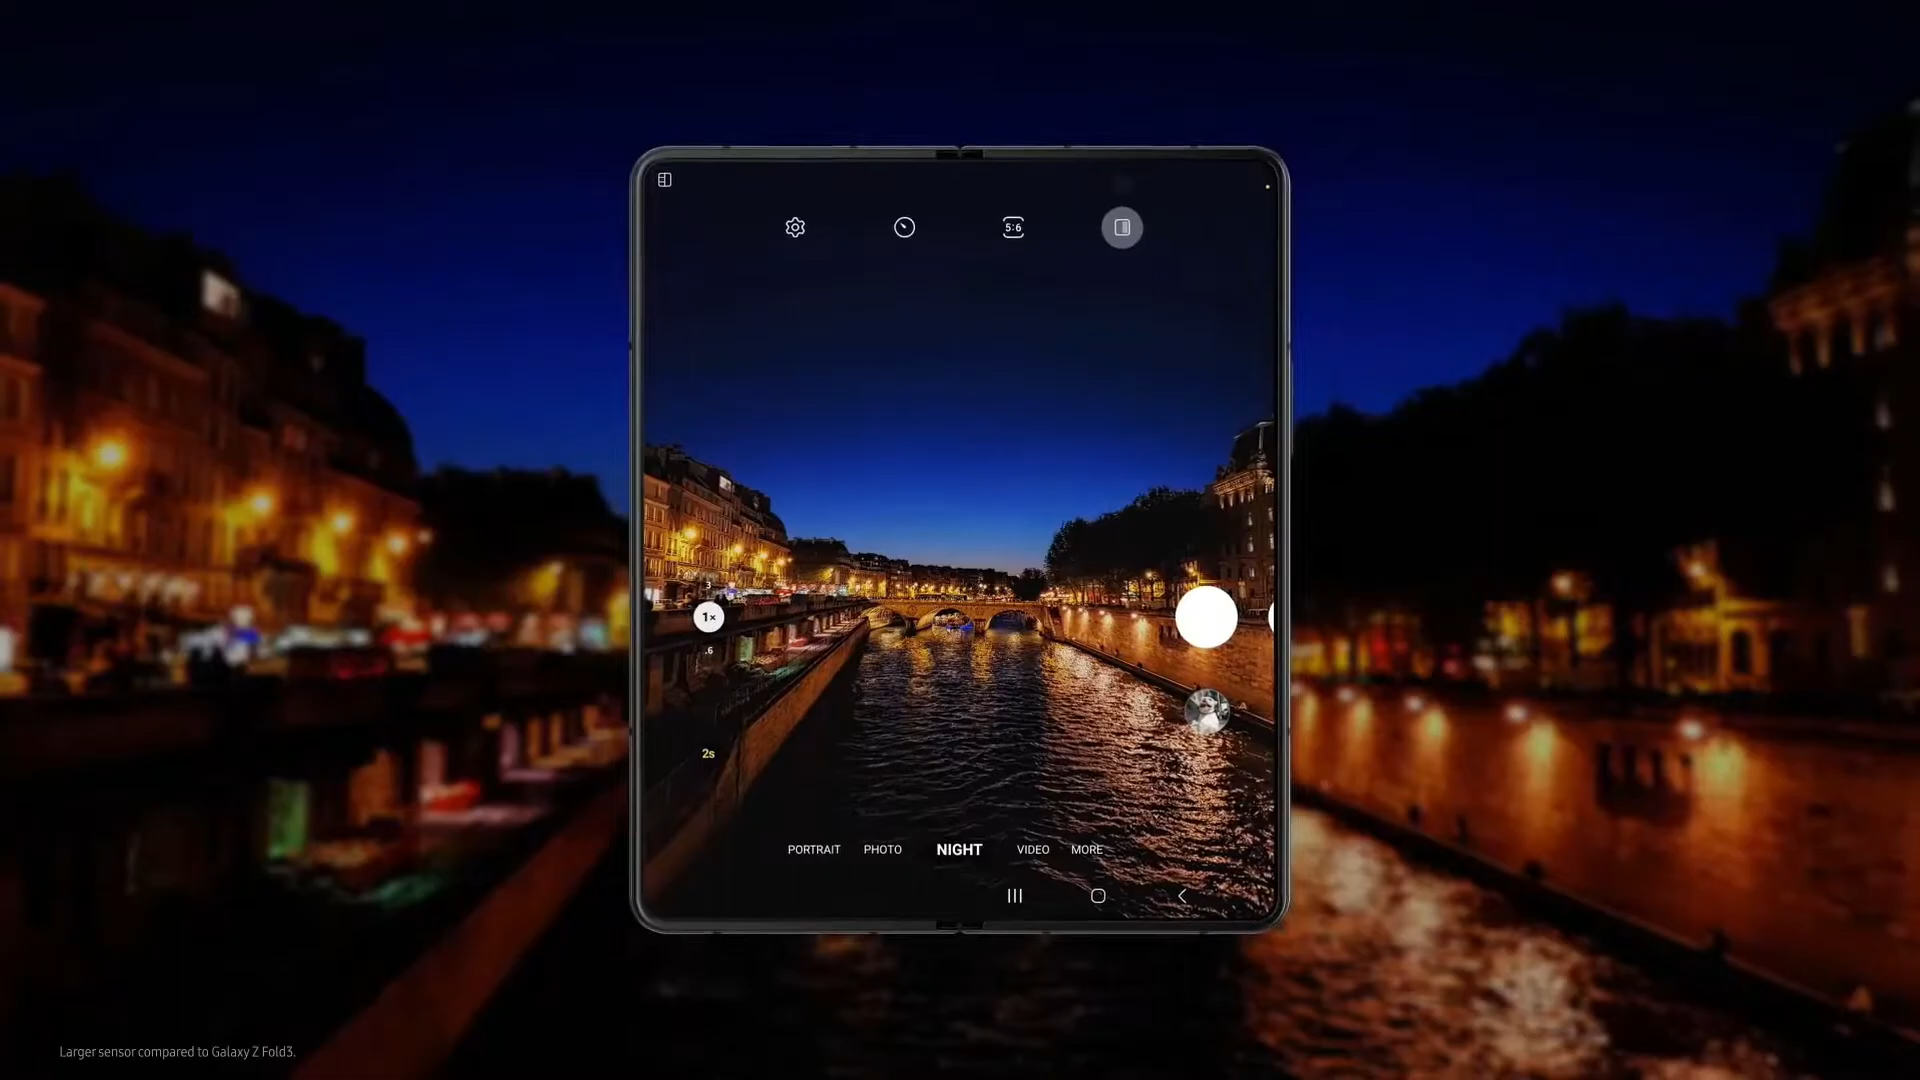 5:6
3
1×
.6
2s
PORTRAIT PHOTO NIGHT VIDEO MORE
Larger sensor compared to Galaxy Z Fold3.